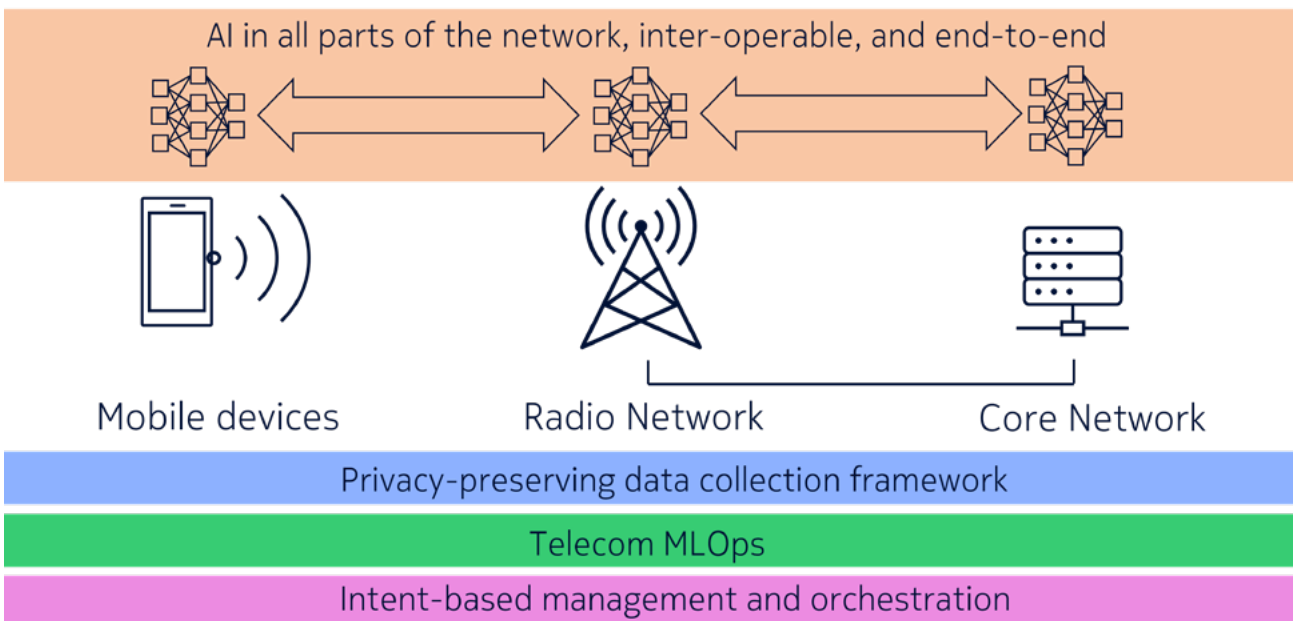 AI in all parts of the network, inter-operable, and end-to-end
Mobile devices
Radio Network
Core Network
Privacy-preserving data collection framework
Telecom MLOps
Intent-based management and orchestration